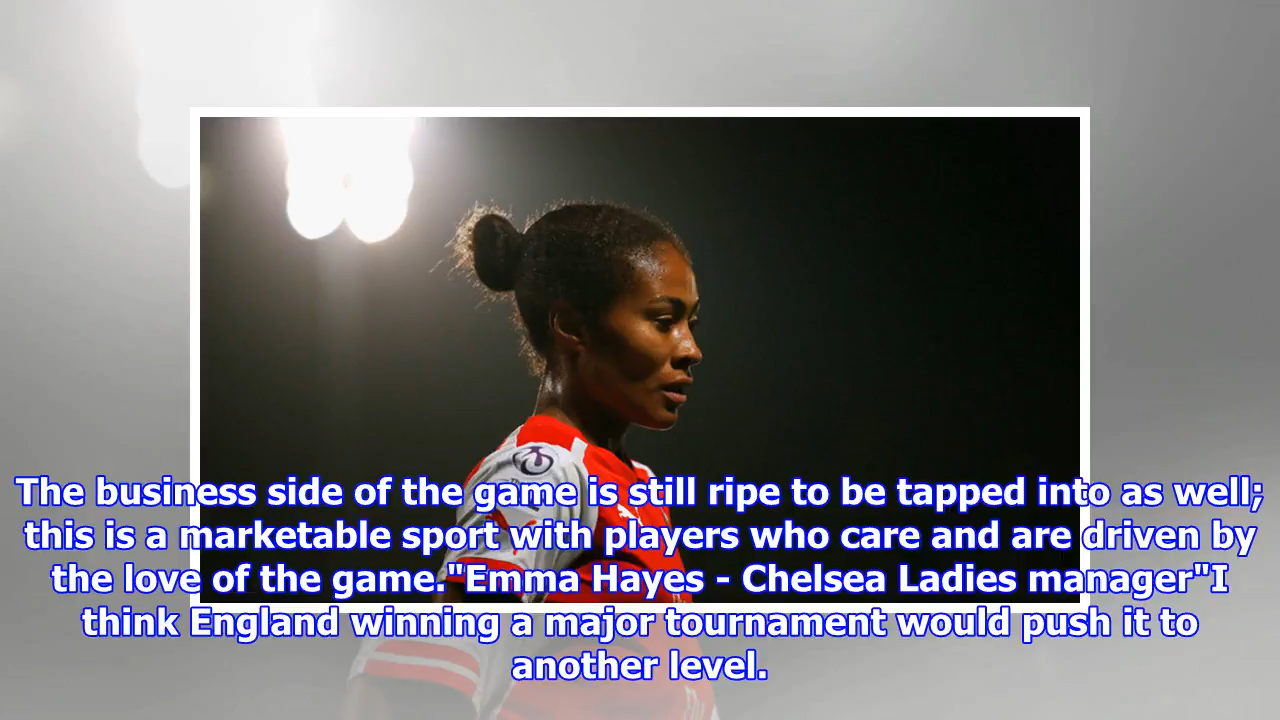 The business side of the game is still ripe to be tapped into as well;
this is a marketable sport with players who care and are driven by
the love of the game."Emma Hayes - Chelsea Ladies manager"I
think England winning a major tournament would push it to
another level.